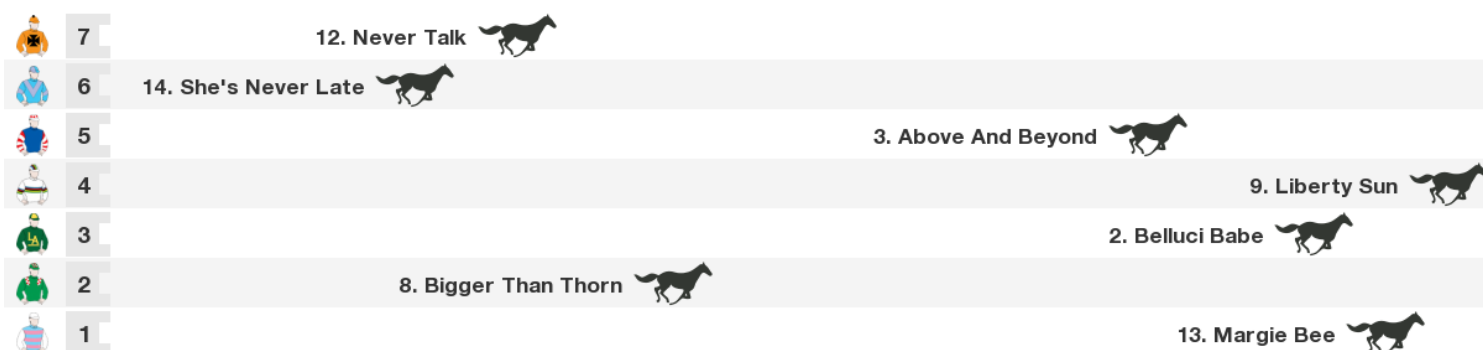 7 12. Never Talk
6 14. She's Never Late
5 3. Above And Beyond
4 9. Liberty Sun
LA 3 2. Belluci Babe
2 8. Bigger Than Thorn
1 13. Margie Bee